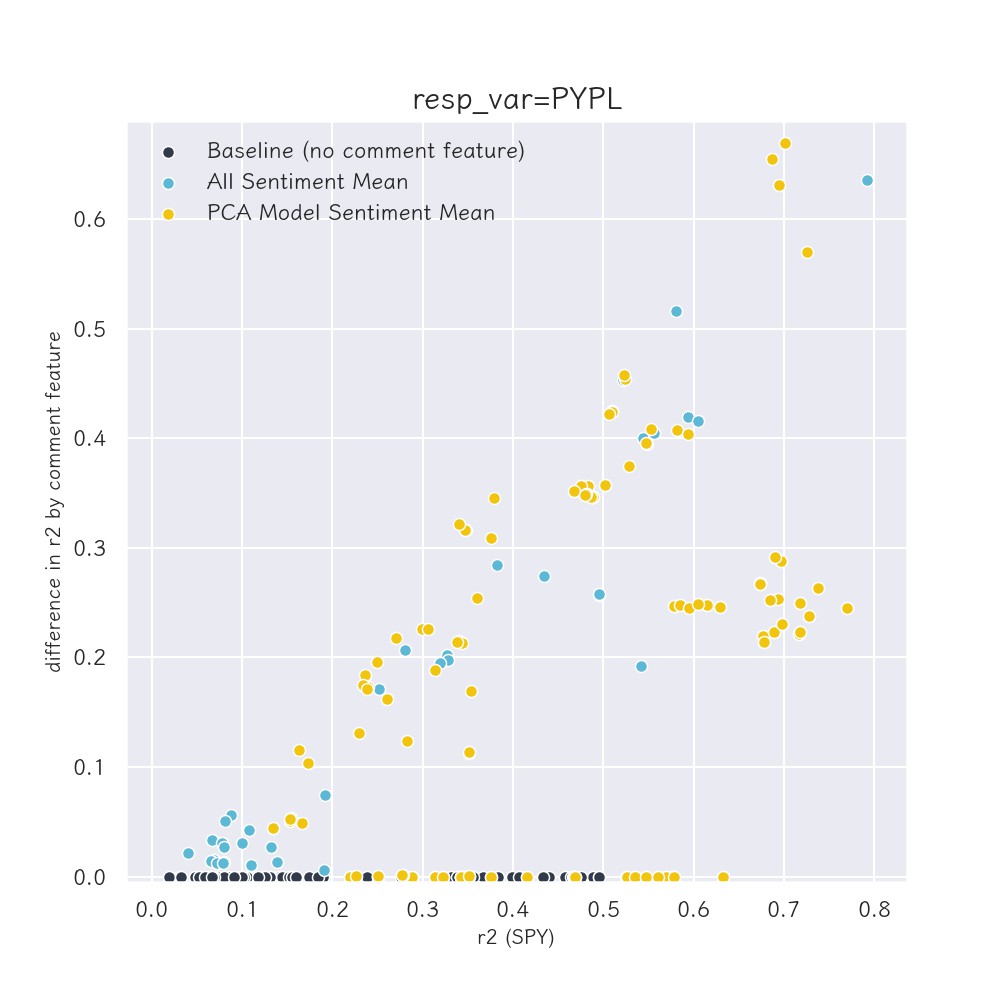 resp_var=PYPL
Baseline (no comment feature)
All Sentiment Mean
PCA Model Sentiment Mean
difference in r2 by comment feature
0.6
0.5
0.4
0.3
0.2
0.1
0.0
0.0 0.1 0.2 0.3 0.4 0.5 0.6 0.7 0.8
r2 (SPY)